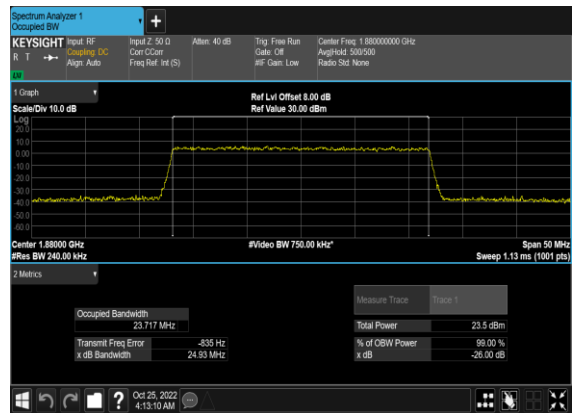 Spectrum Analyzer 1
Occupied BW
KEYSIGHT
R T
LW
Input: RF
Coupling: DC
Align: Auto
Input Z: 50 Ω
Corr CCorr
Freq Ref: Int (S)
Atten: 40 dB
Trig: Free Run
Gate: Off
#IF Gain: Low
Center Freq: 1.880000000 GHz
Avg|Hold: 500/500
Radio Std: None
1 Graph
Scale/Div 10.0 dB
Ref Lvl Offset 8.00 dB
Ref Value 30.00 dBm
Log
20.0
10.0
0.00
-10.0
-20.0
-30.0
-40.0
-50.0
-60.0
Center 1.88000 GHz
#Res BW 240.00 kHz
#Video BW 750.00 kHz*
Span 50 MHz
Sweep 1.13 ms (1001 pts)
2 Metrics
Measure Trace Trace 1
Occupied Bandwidth
23.717 MHz
Total Power 23.5 dBm
Transmit Freq Error -835 Hz
% of OBW Power 99.00 %
x dB Bandwidth 24.93 MHz
x dB -26.00 dB
?
Oct 25, 2022
4:13:10 AM